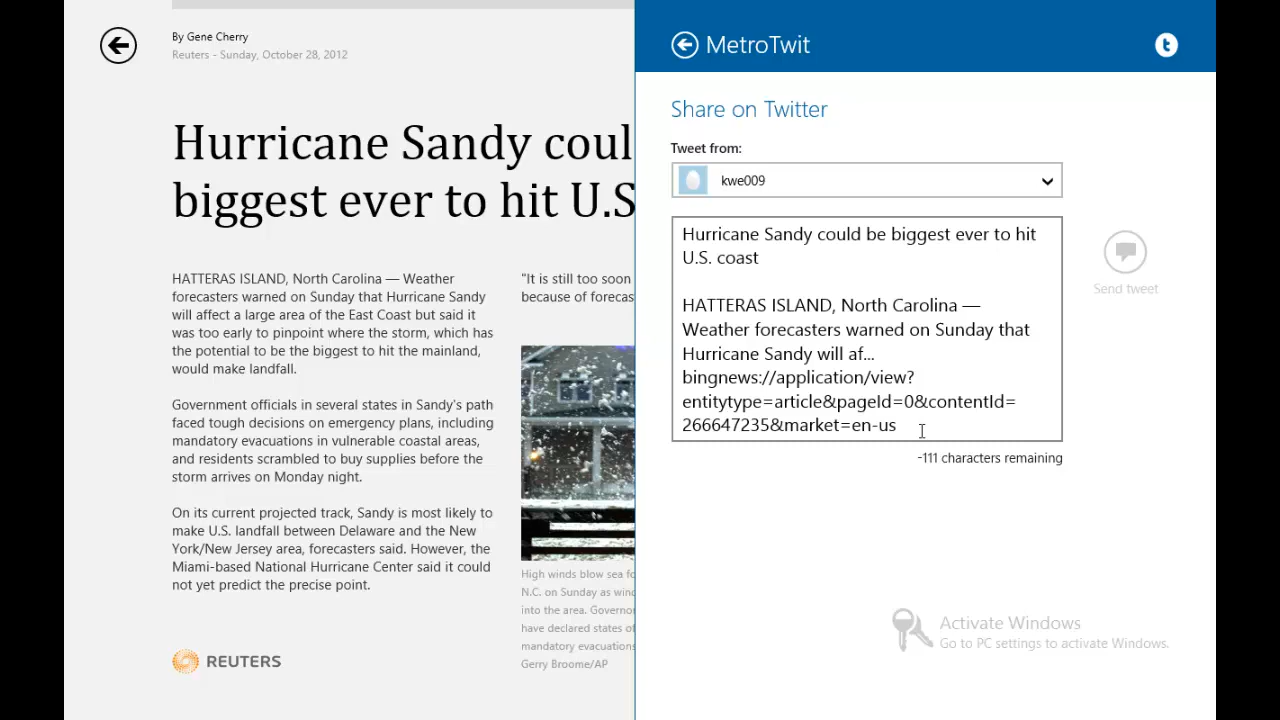 By Gene Cherry
Reuters - Sunday, October 28, 2012
Hurricane Sandy coul
biggest ever to hit U.S
HATTERAS ISLAND, North Carolina — Weather
forecasters warned on Sunday that Hurricane Sandy
will affect a large area of the East Coast but said it
was too early to pinpoint where the storm, which has
the potential to be the biggest to hit the mainland,
would make landfall.
Government officials in several states in Sandy's path
faced tough decisions on emergency plans, including
mandatory evacuations in vulnerable coastal areas,
and residents scrambled to buy supplies before the
storm arrives on Monday night.
On its current projected track, Sandy is most likely to
make U.S. landfall between Delaware and the New
York/New Jersey area, forecasters said. However, the
Miami-based National Hurricane Center said it could
not yet predict the precise point.
REUTERS
"It is still too soon
because of forecas
High winds blow sea fo
N.C. on Sunday as wind
into the area. Governor
have declared states of
mandatory evacuations
Gerry Broome/AP
MetroTwit
t
Share on Twitter
Tweet from:
kwe009
Hurricane Sandy could be biggest ever to hit
U.S. coast
HATTERAS ISLAND, North Carolina —
Weather forecasters warned on Sunday that
Hurricane Sandy will af...
bingnews://application/view?
entitytype=article&pageId=0&contentId=
266647235&market=en-us
-111 characters remaining
Send tweet
Activate Windows
Go to PC settings to activate Windows.